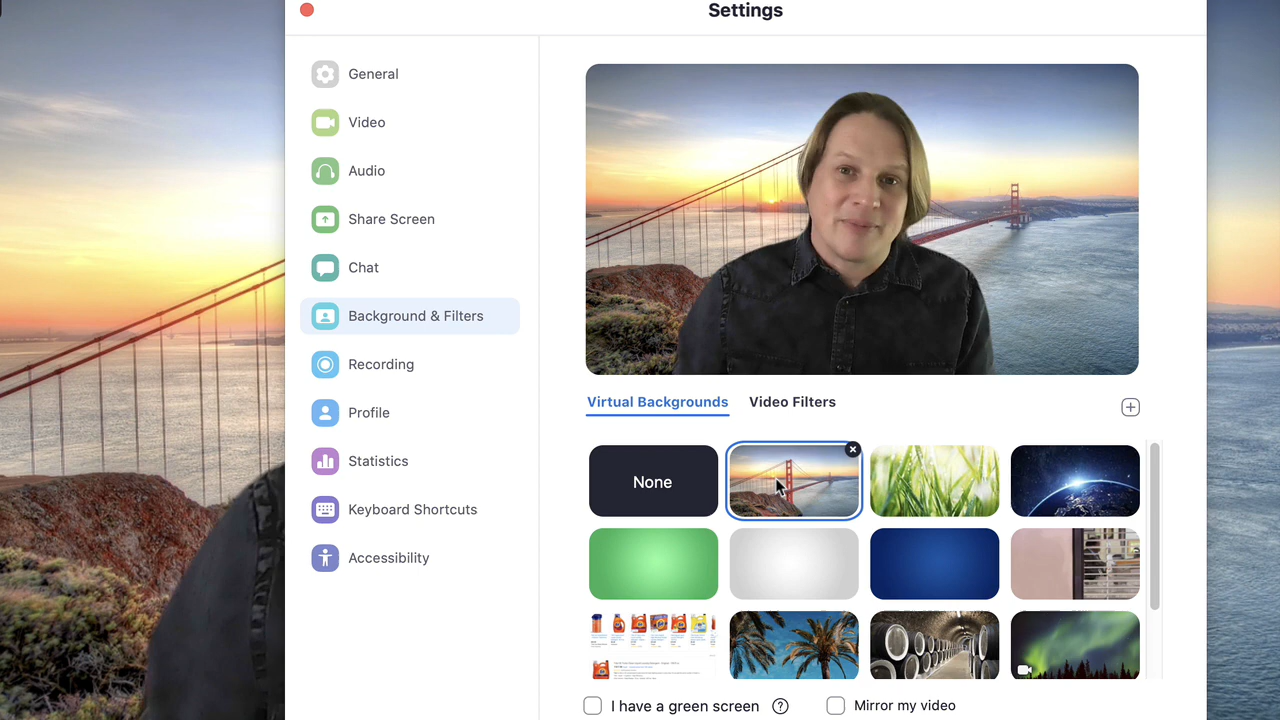 Settings
General
Video
Audio
Share Screen
Chat
Background & Filters
Recording
Profile
Statistics
Keyboard Shortcuts
Accessibility
Virtual Backgrounds
Video Filters
None
I have a green screen
?
Mirror my video